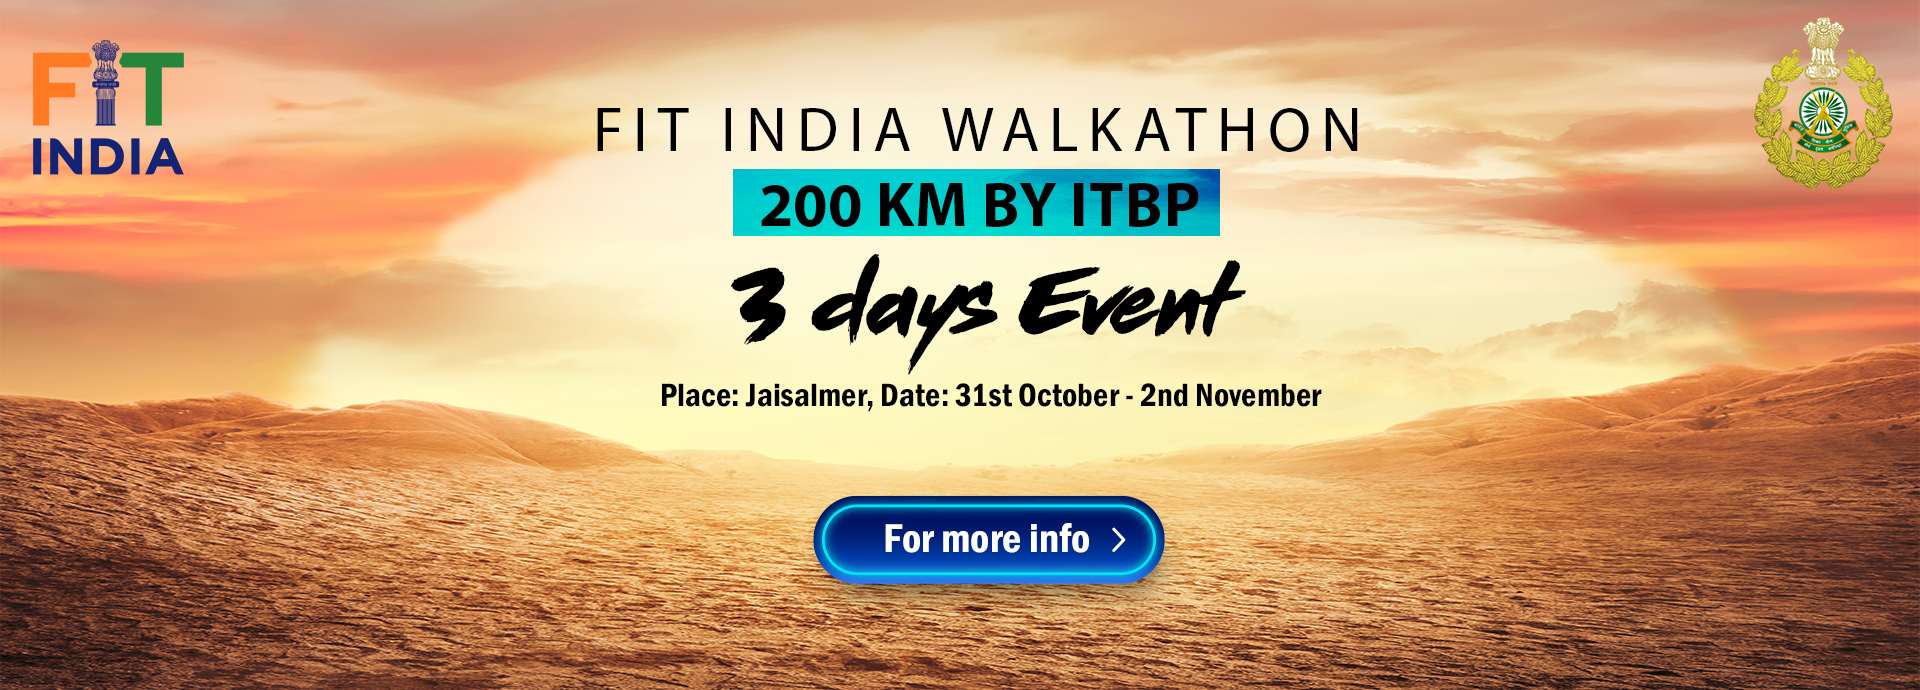 FIT
INDIA
FIT INDIA WALKATHON
200 KM BY ITBP
3 days Event
Place: Jaisalmer, Date: 31st October - 2nd November
For more info